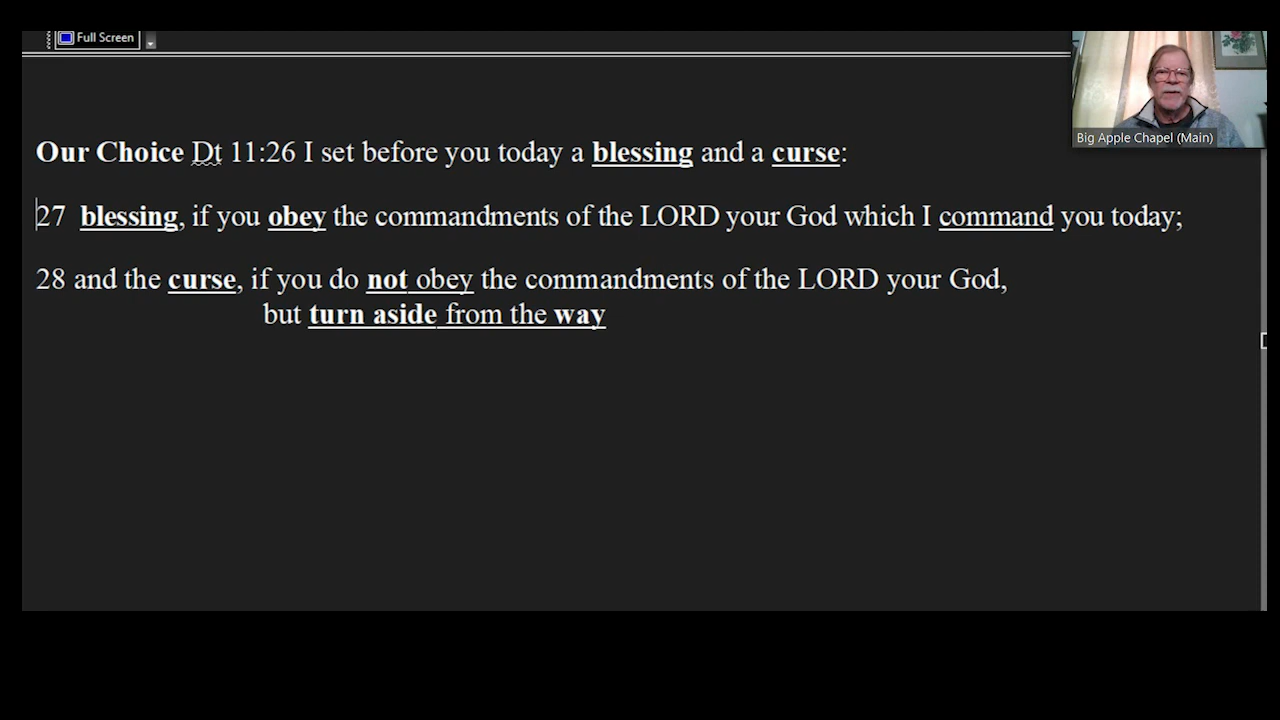 Full Screen
Big Apple Chapel (Main)
Our Choice Dt 11:26 I set before you today a blessing and a curse:
27 blessing, if you obey the commandments of the LORD your God which I command you today;
28 and the curse, if you do not obey the commandments of the LORD your God,
but turn aside from the way